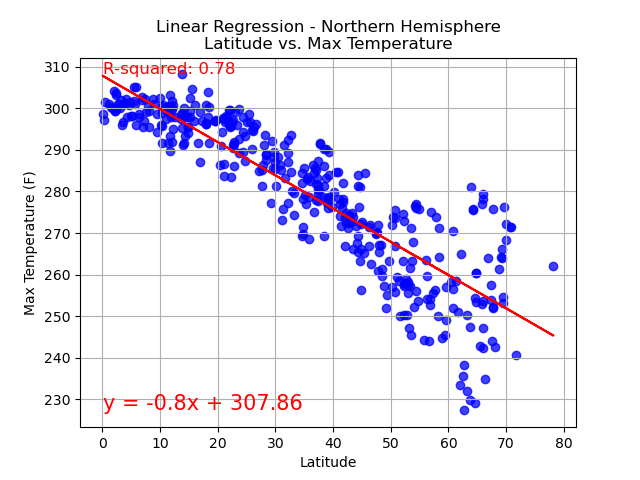 Linear Regression - Northern Hemisphere
Latitude vs. Max Temperature
R-squared: 0.78
310
300
290
280
270
260
250
240
230
Max Temperature (F)
y = -0.8x + 307.86
0 10 20 30 40 50 60 70 80
Latitude